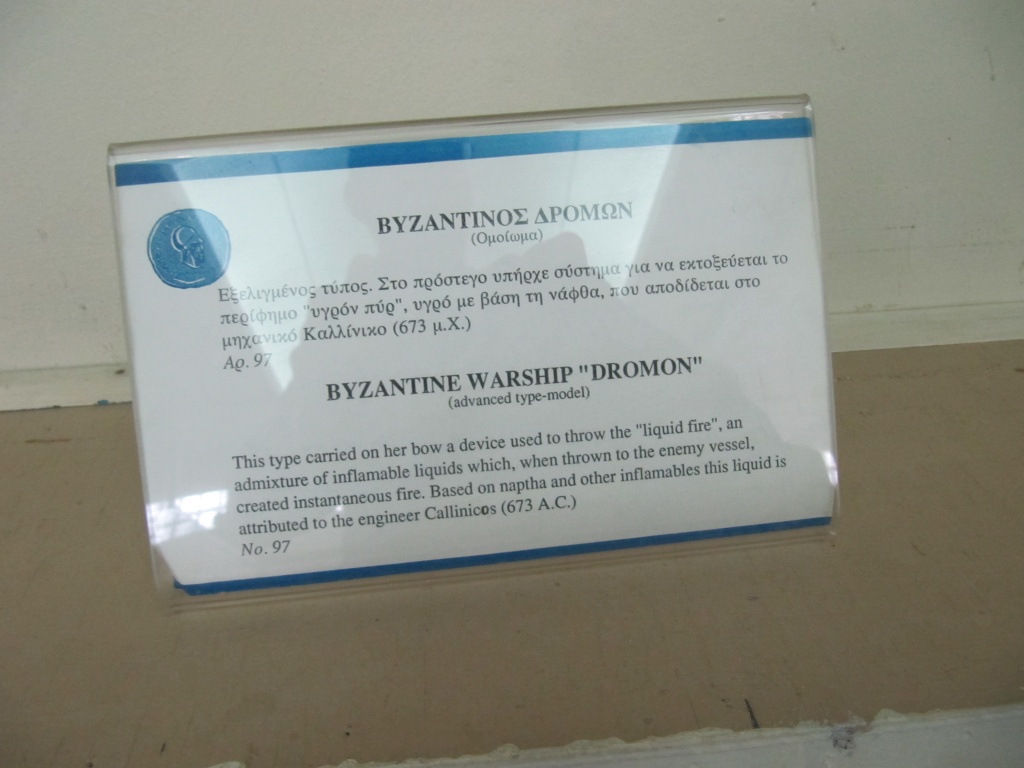 ΒΥΖΑΝΤΙΝΟΣ ΔΡΟΜΩΝ
(Ομοίωμα)
Εξελιγμένος τύπος. Στο πρόστεγο υπήρχε σύστημα για να εκτοξεύεται το
περίφημο "υγρόν πύρ", υγρό με βάση τη νάφθα, που αποδίδεται στο
μηχανικό Καλλίνικο (673 μ.Χ.)
Αρ. 97
BYZANTINE WARSHIP "DROMON"
(advanced type-model)
This type carried on her bow a device used to throw the "liquid fire", an
admixture of inflamable liquids which, when thrown to the enemy vessel,
created instantaneous fire. Based on naptha and other inflamables this liquid is
attributed to the engineer Callinicos (673 A.C.)
No. 97